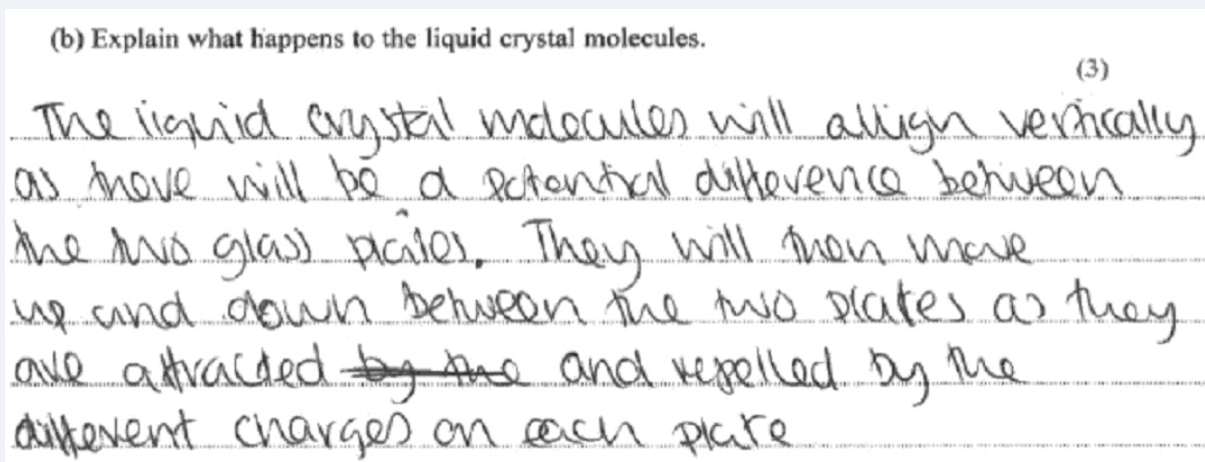 (b) Explain what happens to the liquid crystal molecules.
(3)
The liquid crystal molecules will allign vertically
as there will be a potential difference between
the two glass plates. They will then move
up and down between the two plates as they
are attracted by the and repelled by the
different charges on each plate